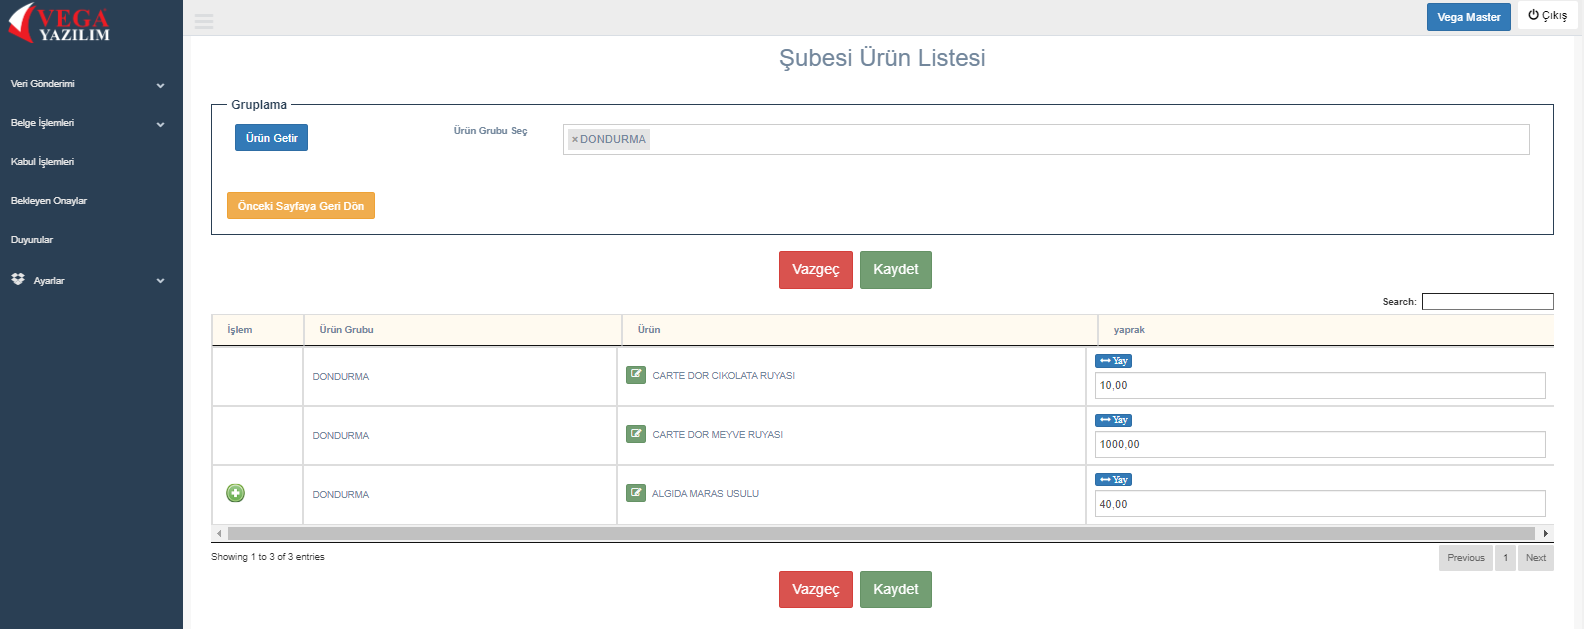 VEGA
YAZILIM
Vega Master
Çıkış
Veri Gönderimi
Belge İşlemleri
Kabul İşlemleri
Bekleyen Onaylar
Duyurular
Ayarlar
Şubesi Ürün Listesi
Gruplama
Ürün Getir
Ürün Grubu Seç
×DONDURMA
Önceki Sayfaya Geri Dön
Vazgeç
Kaydet
Search:
İşlem
Ürün Grubu
Ürün
yaprak
DONDURMA
CARTE DOR CIKOLATA RUYASI
Yay
10,00
DONDURMA
CARTE DOR MEYVE RUYASI
Yay
1000,00
DONDURMA
ALGIDA MARAS USULU
Yay
40,00
Showing 1 to 3 of 3 entries
Previous
1
Next
Vazgeç
Kaydet